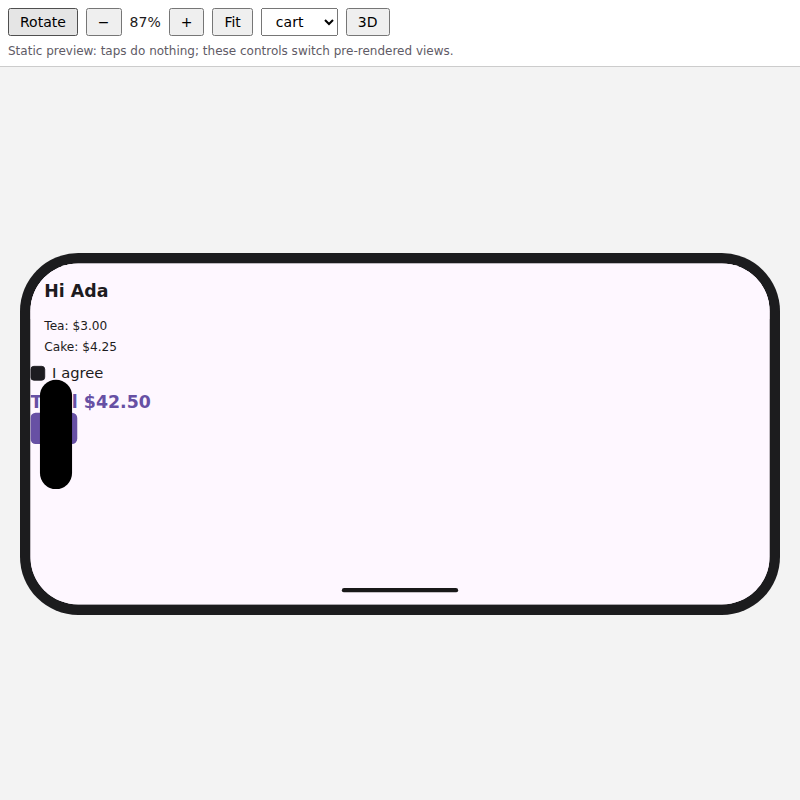 Rotate − 87% + Fit cart 3D
Static preview: taps do nothing; these controls switch pre-rendered views.
Hi Ada
Tea: $3.00
Cake: $4.25
I agree
$42.50